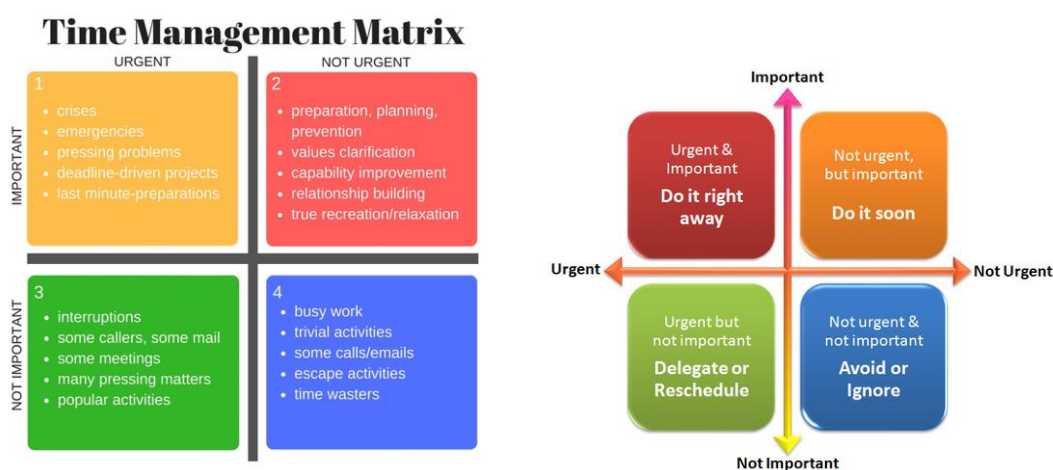 Time Management Matrix
URGENT
NOT URGENT
IMPORTANT
1
• crises
• emergencies
• pressing problems
• deadline-driven projects
• last minute-preparations
2
• preparation, planning,
prevention
• values clarification
• capability improvement
• relationship building
• true recreation/relaxation
NOT IMPORTANT
3
• interruptions
• some callers, some mail
• some meetings
• many pressing matters
• popular activities
4
• busy work
• trivial activities
• some calls/emails
• escape activities
• time wasters
Important
Urgent &
Important
Do it right
away
Not urgent,
but important
Do it soon
Urgent
Not Urgent
Urgent but
not important
Delegate or
Reschedule
Not urgent &
not important
Avoid or
Ignore
Not Important